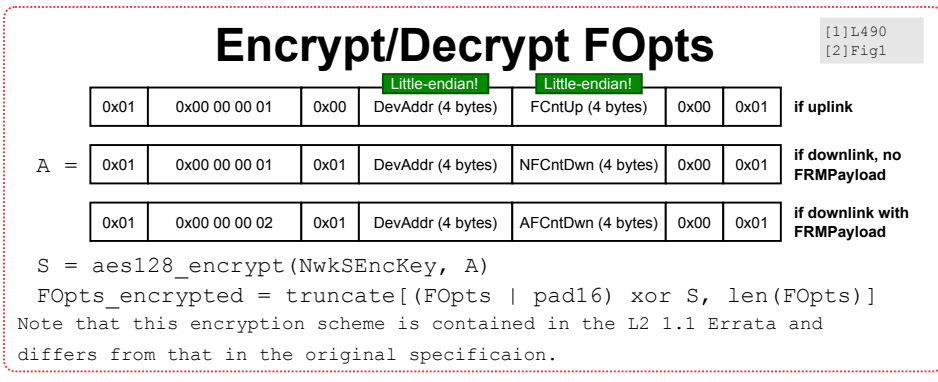 Encrypt/Decrypt FOpts
[1]L490
[2]Fig1
Little-endian! Little-endian!
0x01 0x00 00 00 01 0x00 DevAddr (4 bytes) FCntUp (4 bytes) 0x00 0x01 if uplink
A = 0x01 0x00 00 00 01 0x01 DevAddr (4 bytes) NFCntDwn (4 bytes) 0x00 0x01 if downlink, no
FRMPayload
0x01 0x00 00 00 02 0x01 DevAddr (4 bytes) AFCntDwn (4 bytes) 0x00 0x01 if downlink with
FRMPayload
S = aes128_encrypt(NwkSEncKey, A)
FOpts_encrypted = truncate[(FOpts | pad16) xor S, len(FOpts)]
Note that this encryption scheme is contained in the L2 1.1 Errata and
differs from that in the original specificaion.